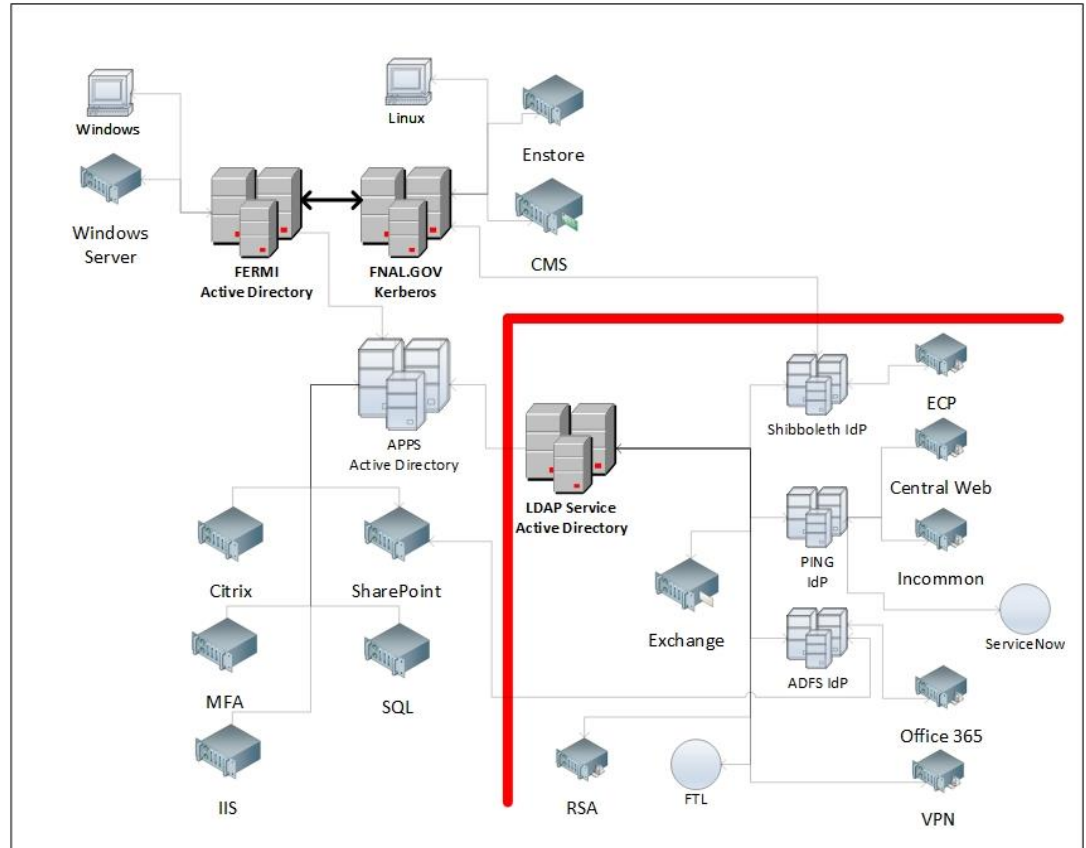 Windows
Linux
Enstore
Windows
Server
CMS
FERMI
Active Directory
FNAL.GOV
Kerberos
APPS
Active Directory
Shibboleth IdP
ECP
LDAP Service
Active Directory
Central Web
PING
IdP
Incommon
Citrix
SharePoint
Exchange
ServiceNow
ADFS IdP
MFA
SQL
Office 365
IIS
RSA
FTL
VPN